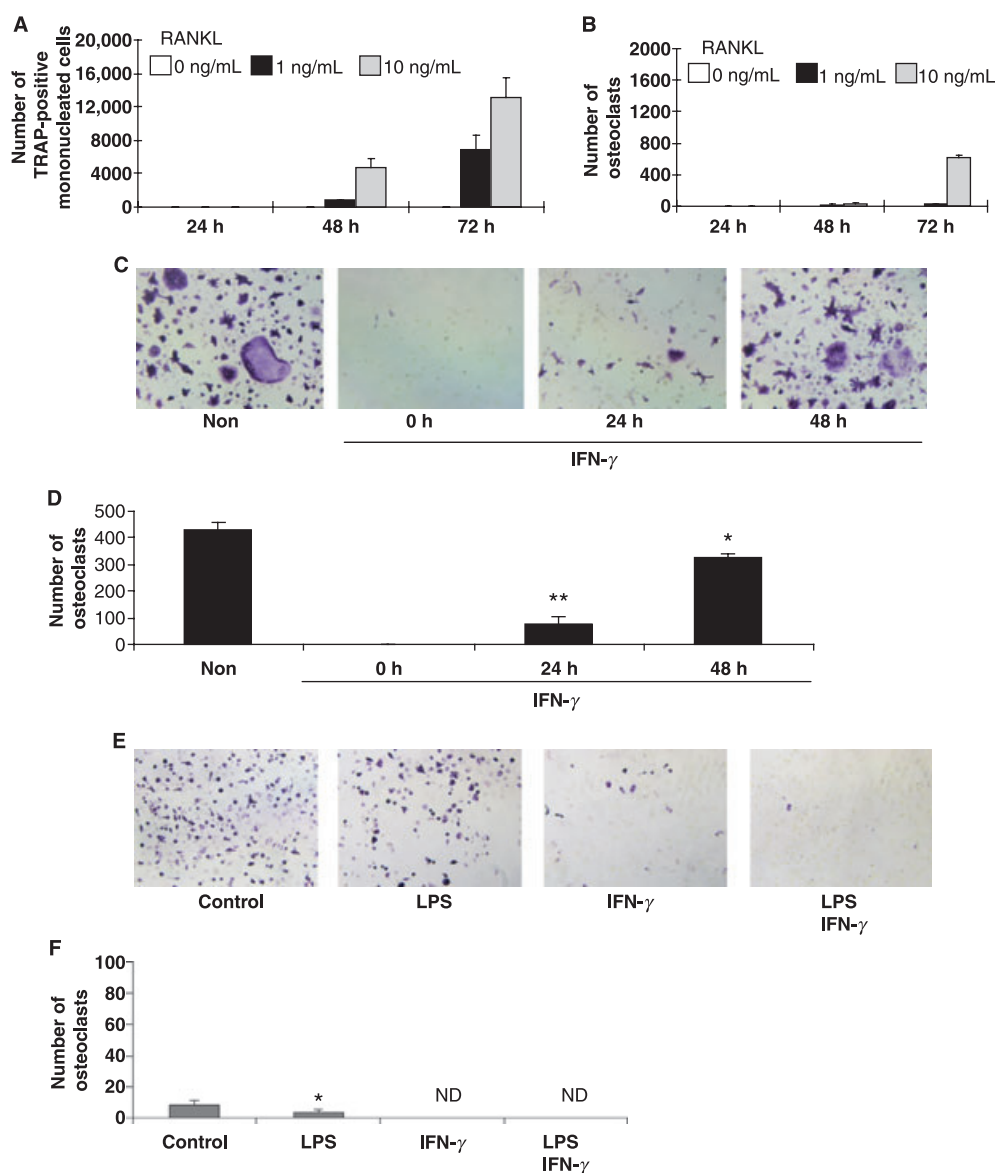 A
Number of
TRAP-positive
mononucleated cells
20,000
16,000
12,000
8000
4000
0
RANKL
0 ng/mL 1 ng/mL 10 ng/mL
24 h 48 h 72 h
B
Number of
osteoclasts
2000
1600
1200
800
400
0
RANKL
0 ng/mL 1 ng/mL 10 ng/mL
24 h 48 h 72 h
C
Non 0 h 24 h 48 h
IFN-γ
D
Number of
osteoclasts
500
400
300
200
100
0
**
*
Non 0 h 24 h 48 h
IFN-γ
E
Control LPS IFN-γ LPS
IFN-γ
F
Number of
osteoclasts
100
80
60
40
20
0
*
ND ND
Control LPS IFN-γ LPS
IFN-γ